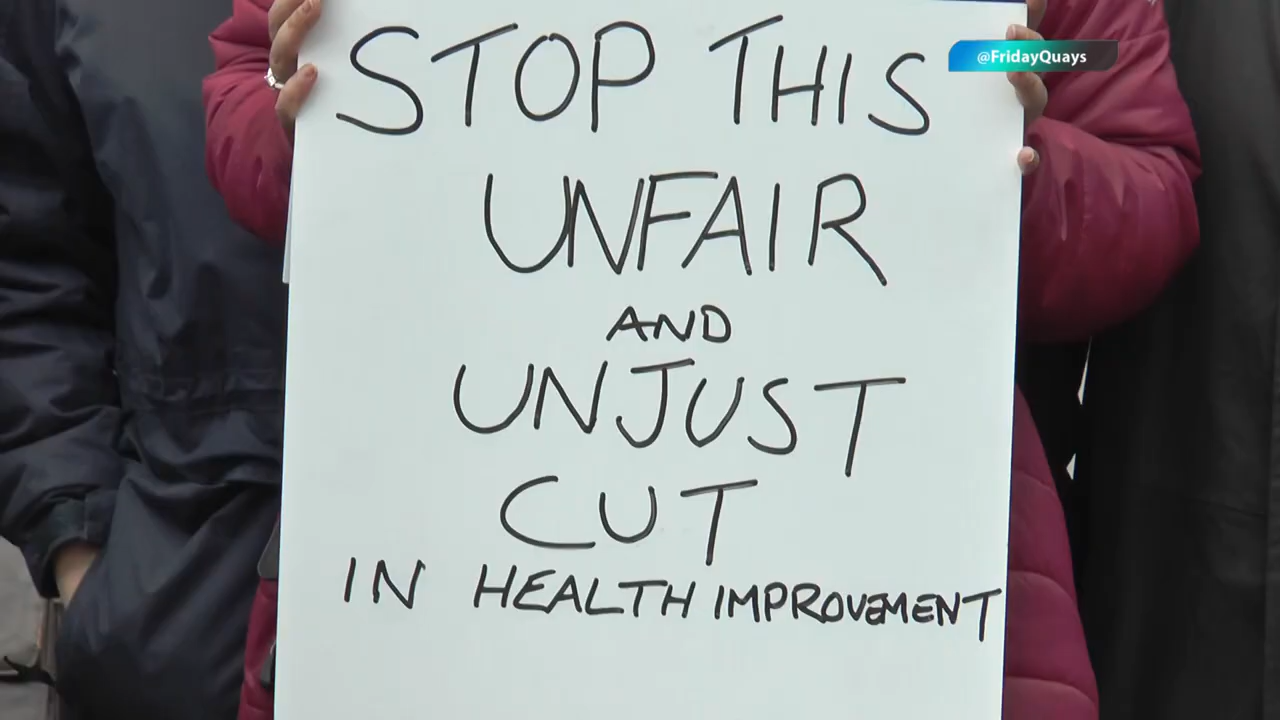 STOP THIS
@FridayQuays
UNFAIR
AND
UNJUST
CUT
IN HEALTH IMPROVEMENT